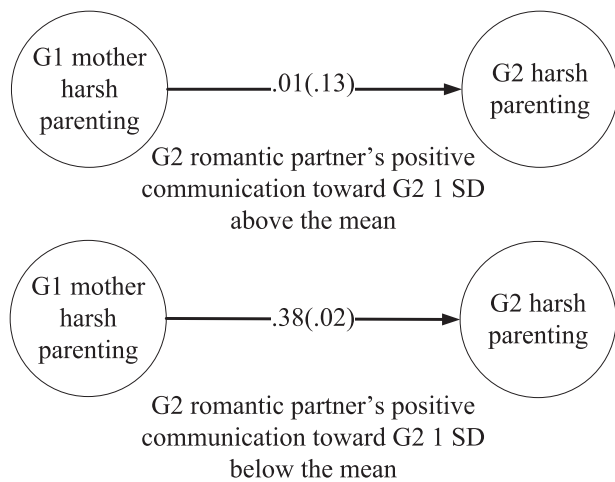 G1 mother
harsh
parenting
.01(.13)
G2 harsh
parenting
G2 romantic partner’s positive
communication toward G2 1 SD
above the mean
G1 mother
harsh
parenting
.38(.02)
G2 harsh
parenting
G2 romantic partner’s positive
communication toward G2 1 SD
below the mean